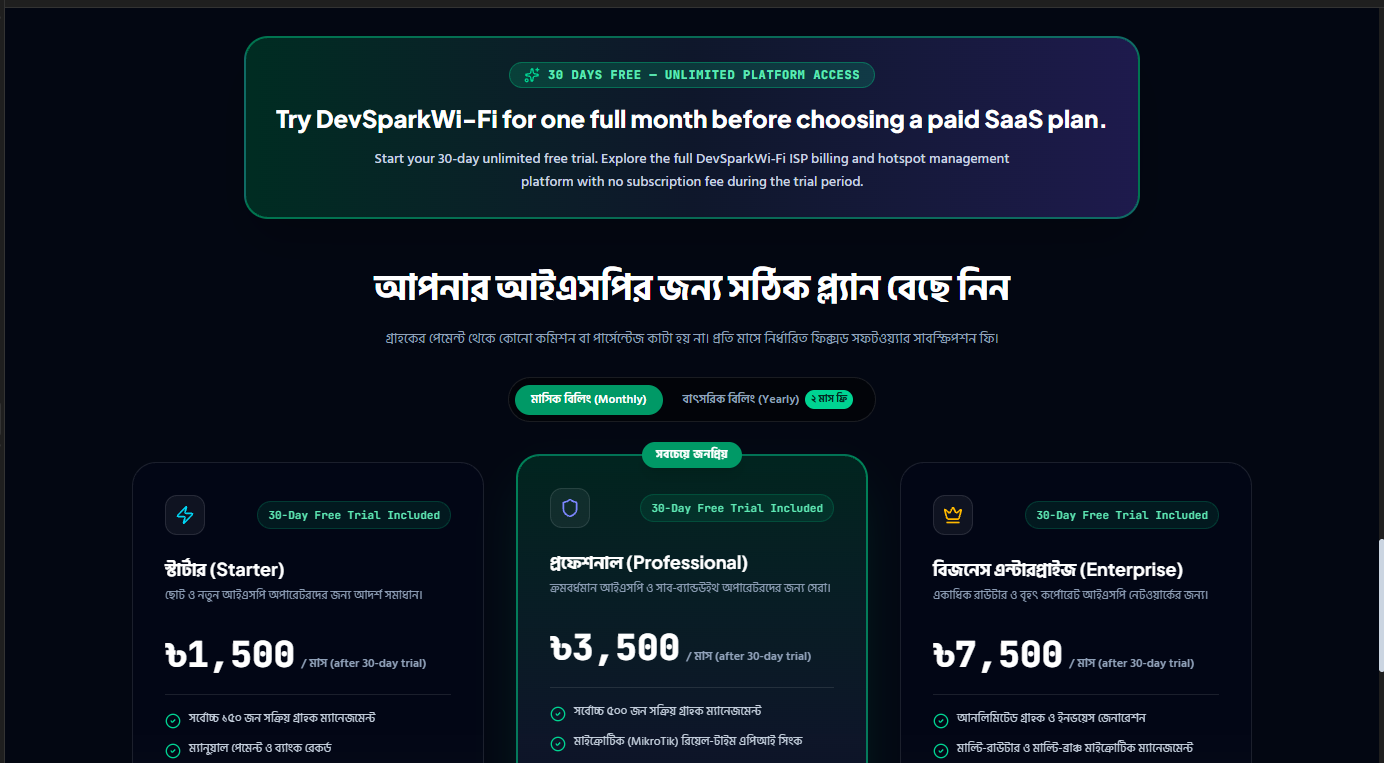 30 DAYS FREE — UNLIMITED PLATFORM ACCESS
Try DevSparkWi-Fi for one full month before choosing a paid SaaS plan.
Start your 30-day unlimited free trial. Explore the full DevSparkWi-Fi ISP billing and hotspot management
platform with no subscription fee during the trial period.
আপনার আইএসপির জন্য সঠিক প্ল্যান বেছে নিন
গ্রাহকের পেমেন্ট থেকে কোনো কমিশন বা পার্সেন্টেজ কাটা হয় না। প্রতি মাসে নির্ধারিত ফিক্সড সফটওয়্যার সাবস্ক্রিপশন ফি।
মাসিক বিলিং (Monthly)
বাৎসরিক বিলিং (Yearly) ২ মাস ফ্রি
সবচেয়ে জনপ্রিয়
30-Day Free Trial Included
স্টার্টার (Starter)
ছোট ও নতুন আইএসপি অপারেটরদের জন্য আদর্শ সমাধান।
৳1,500 / মাস (after 30-day trial)
সর্বোচ্চ ১৫০ জন সক্রিয় গ্রাহক ম্যানেজমেন্ট
ম্যানুয়াল পেমেন্ট ও ব্যাংক রেকর্ড
30-Day Free Trial Included
প্রফেশনাল (Professional)
ক্রমবর্ধমান আইএসপি ও সাব-ব্যান্ডউইথ অপারেটরদের জন্য সেরা।
৳3,500 / মাস (after 30-day trial)
সর্বোচ্চ ৫০০ জন সক্রিয় গ্রাহক ম্যানেজমেন্ট
মাইক্রোটিক (MikroTik) রিয়েল-টাইম এপিআই সিংক
30-Day Free Trial Included
বিজনেস এন্টারপ্রাইজ (Enterprise)
একাধিক রাউটার ও বৃহৎ কর্পোরেট আইএসপি নেটওয়ার্কের জন্য।
৳7,500 / মাস (after 30-day trial)
আনলিমিটেড গ্রাহক ও ইনভয়েস জেনারেশন
মাল্টি-রাউটার ও মাল্টি-ব্রাঞ্চ মাইক্রোটিক ম্যানেজমেন্ট